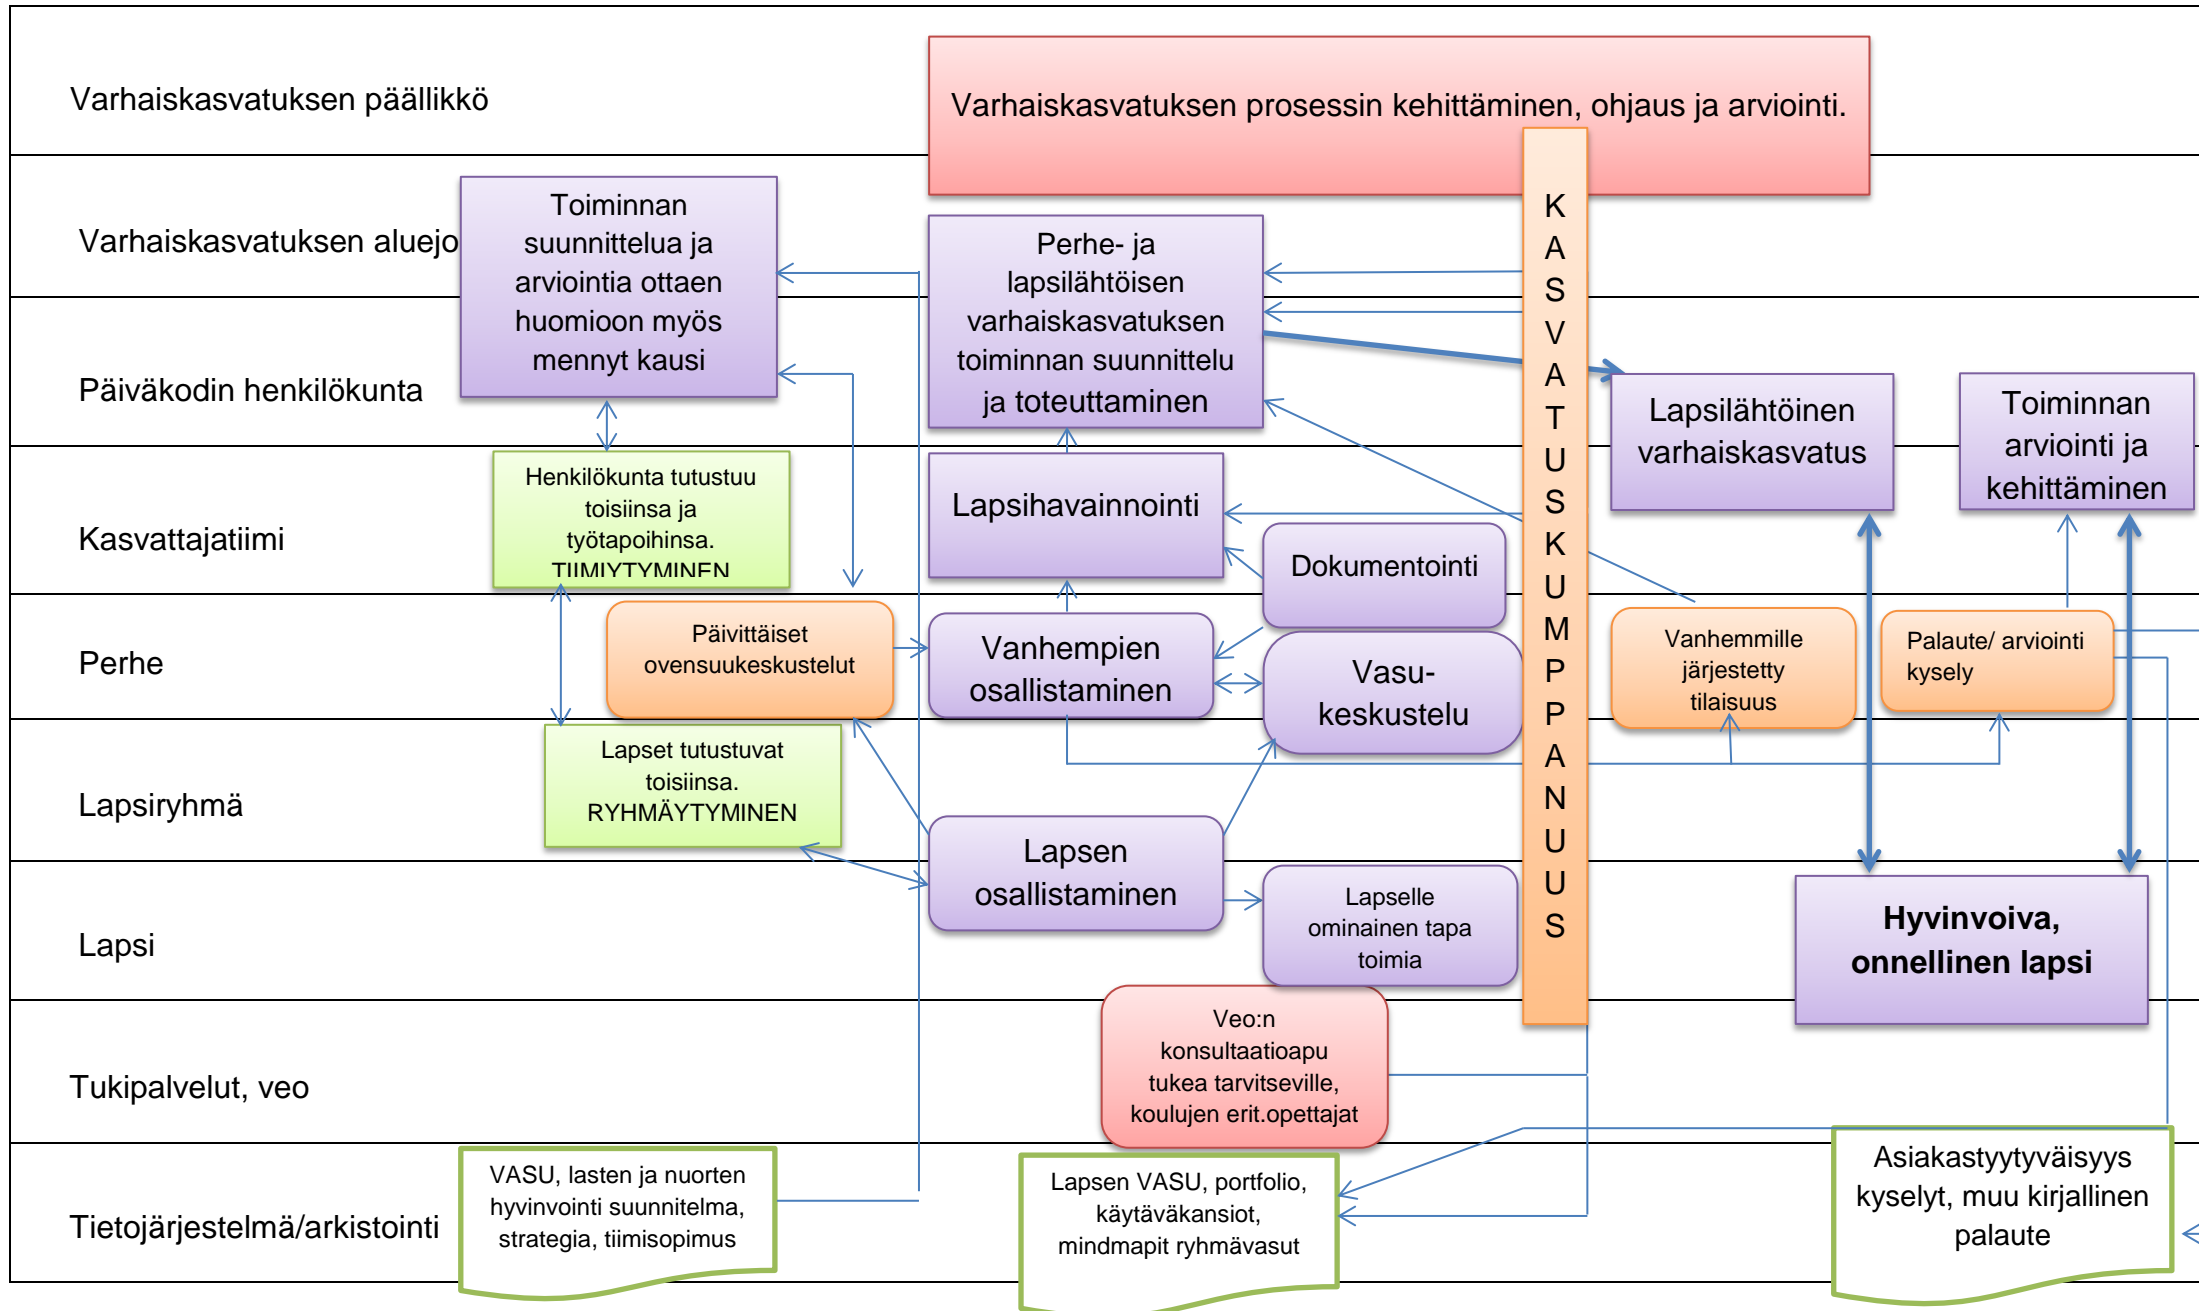 Varhaiskasvatuksen päällikkö
Varhaiskasvatuksen prosessin kehittäminen, ohjaus ja arviointi.
Varhaiskasvatuksen aluejo
Toiminnan
suunnittelua ja
arviointia ottaen
huomioon myös
mennyt kausi
Perhe- ja
lapsilähtöisen
varhaiskasvatuksen
toiminnan suunnittelu
ja toteuttaminen
K
A
S
V
A
T
U
S
K
U
M
P
P
A
N
U
U
S
Päiväkodin henkilökunta
Lapsilähtöinen
varhaiskasvatus
Toiminnan
arviointi ja
kehittäminen
Kasvattajatiimi
Henkilökunta tutustuu
toisiinsa ja
työtapoihinsa.
TIIMIYTYMINEN
Lapsihavainnointi
Dokumentointi
Perhe
Päivittäiset
ovensuukeskustelut
Vanhempien
osallistaminen
Vasu-
keskustelu
Vanhemmille
järjestetty
tilaisuus
Palaute/ arviointi
kysely
Lapsiryhmä
Lapset tutustuvat
toisiinsa.
RYHMÄYTYMINEN
Lapsen
osallistaminen
Lapsi
Lapselle
ominainen tapa
toimia
Hyvinvoiva,
onnellinen lapsi
Tukipalvelut, veo
Veo:n
konsultaatioapu
tukea tarvitseville,
koulujen erit.opettajat
Tietojärjestelmä/arkistointi
VASU, lasten ja nuorten
hyvinvointi suunnitelma,
strategia, tiimisopimus
Lapsen VASU, portfolio,
käytäväkansiot,
mindmapit ryhmävasut
Asiakastyytyväisyys
kyselyt, muu kirjallinen
palaute